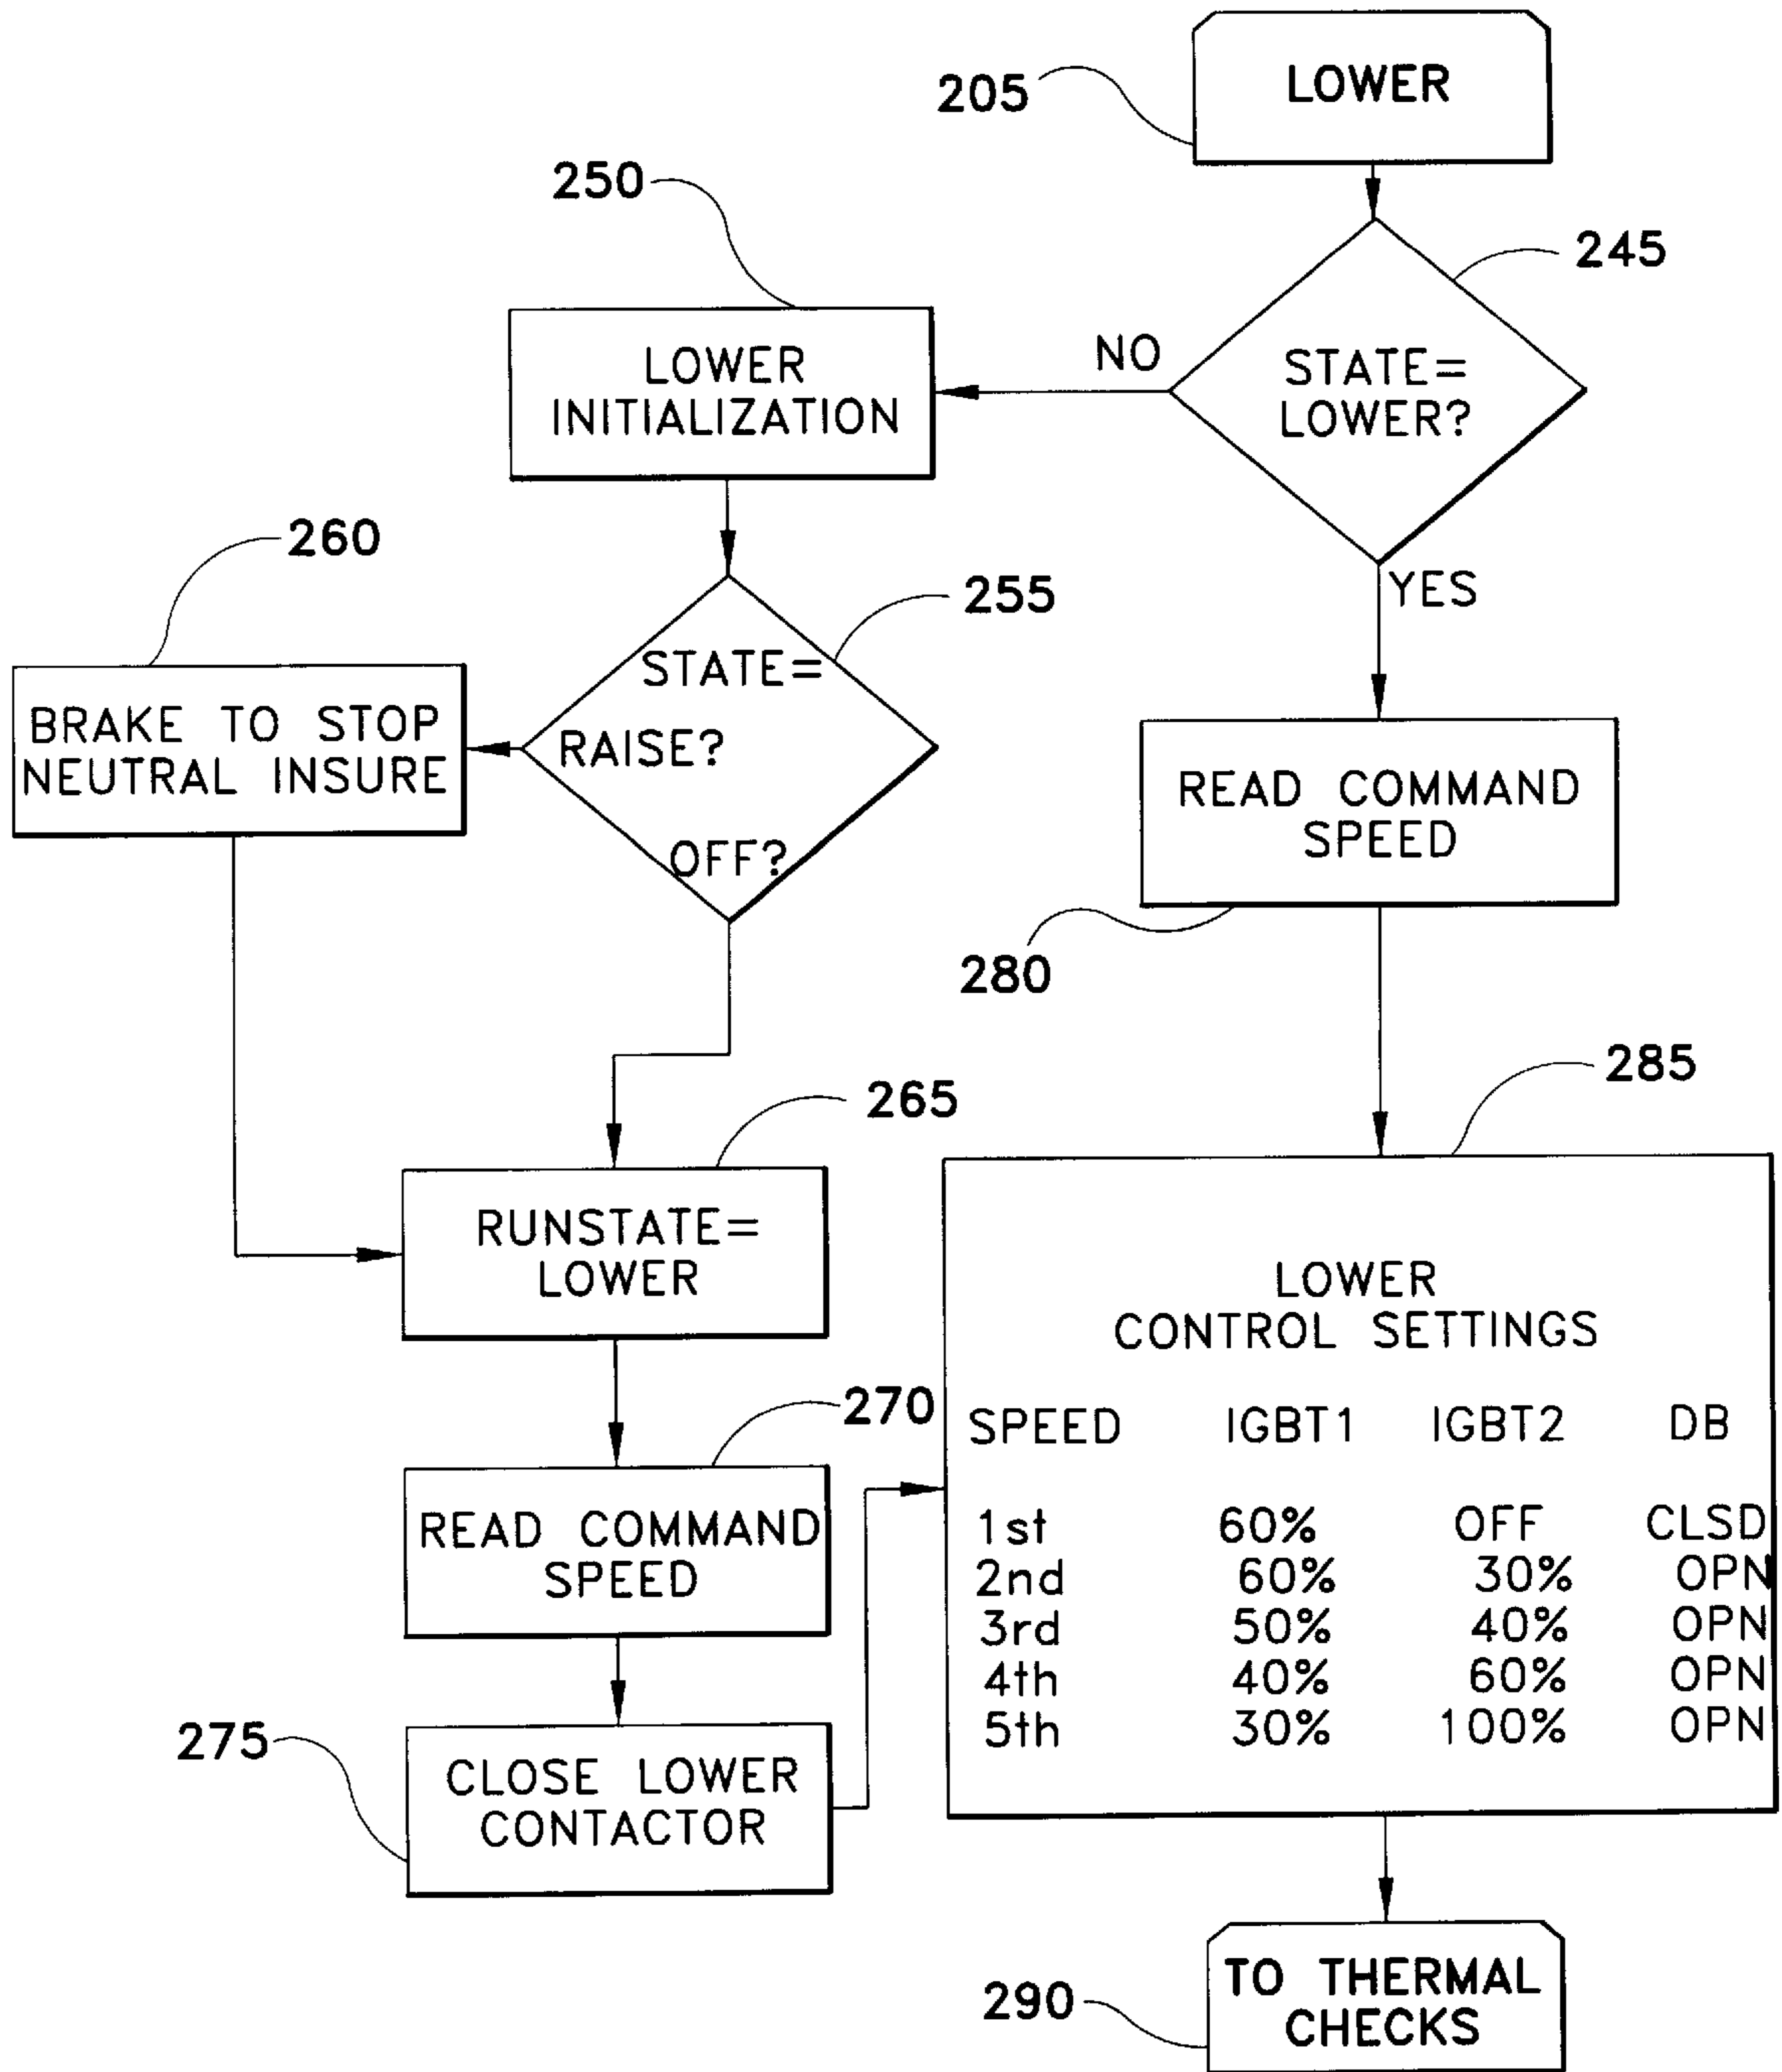 205
LOWER
250
245
LOWER
INITIALIZATION
NO
STATE=
LOWER?
YES
260
255
BRAKE TO STOP
NEUTRAL INSURE
STATE=
RAISE?
OFF?
READ COMMAND
SPEED
280
265
285
RUNSTATE=
LOWER
270
READ COMMAND
SPEED
275
CLOSE LOWER
CONTACTOR
LOWER
CONTROL SETTINGS
SPEED IGBT1 IGBT2 DB
1st 60% OFF CLSD
2nd 60% 30% OPN
3rd 50% 40% OPN
4th 40% 60% OPN
5th 30% 100% OPN
290
TO THERMAL
CHECKS